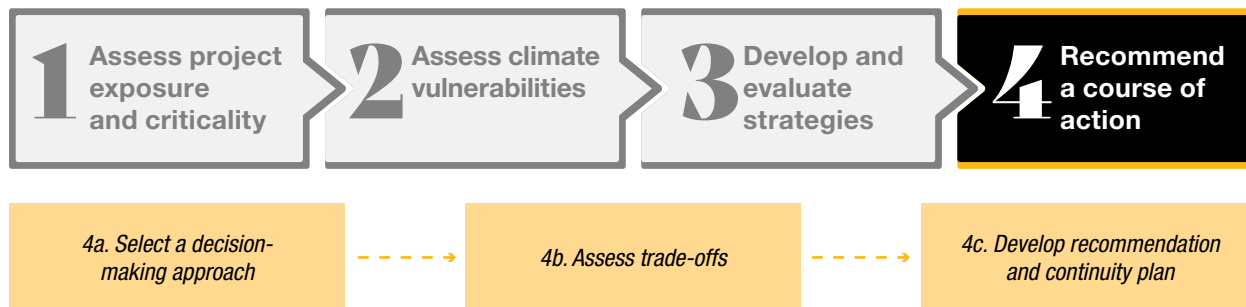 1 Assess project
exposure
and criticality
2 Assess climate
vulnerabilities
3 Develop and
evaluate
strategies
4 Recommend
a course of
action
4a. Select a decision-
making approach
4b. Assess trade-offs
4c. Develop recommendation
and continuity plan